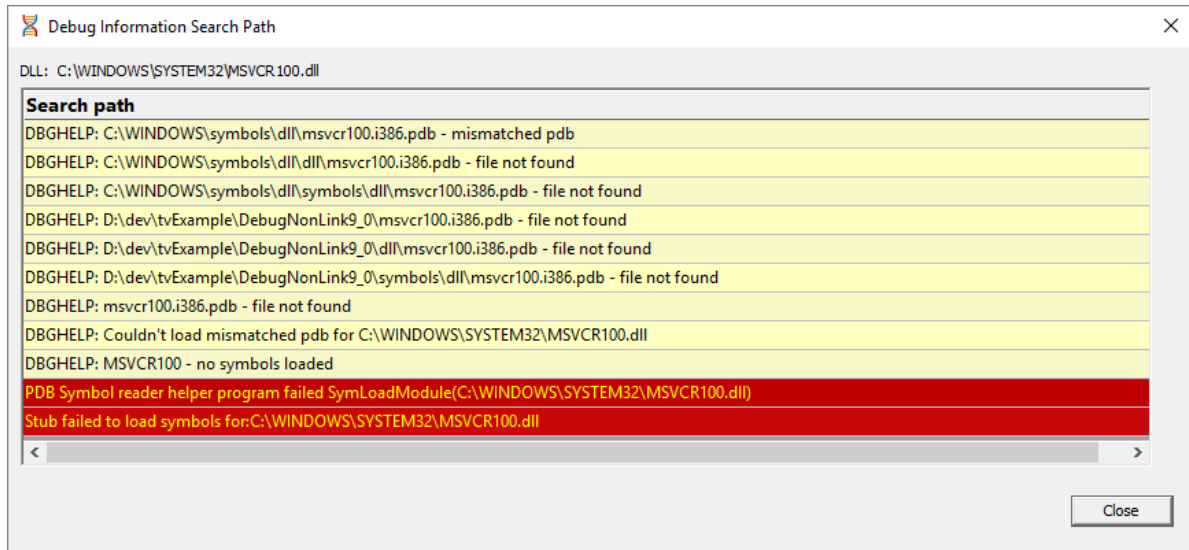 Debug Information Search Path
DLL: C:\WINDOWS\SYSTEM32\MSVCR100.dll
Search path
DBGHELP: C:\WINDOWS\symbols\dll\msvcr100.i386.pdb - mismatched pdb
DBGHELP: C:\WINDOWS\symbols\dll\dll\msvcr100.i386.pdb - file not found
DBGHELP: C:\WINDOWS\symbols\dll\symbols\dll\msvcr100.i386.pdb - file not found
DBGHELP: D:\dev\tvExample\DebugNonLink9_0\msvcr100.i386.pdb - file not found
DBGHELP: D:\dev\tvExample\DebugNonLink9_0\dll\msvcr100.i386.pdb - file not found
DBGHELP: D:\dev\tvExample\DebugNonLink9_0\symbols\dll\msvcr100.i386.pdb - file not found
DBGHELP: msvcr100.i386.pdb - file not found
DBGHELP: Couldn't load mismatched pdb for C:\WINDOWS\SYSTEM32\MSVCR100.dll
DBGHELP: MSVCR100 - no symbols loaded
PDB Symbol reader helper program failed SymLoadModule(C:\WINDOWS\SYSTEM32\MSVCR100.dll)
Stub failed to load symbols for:C:\WINDOWS\SYSTEM32\MSVCR100.dll
Close